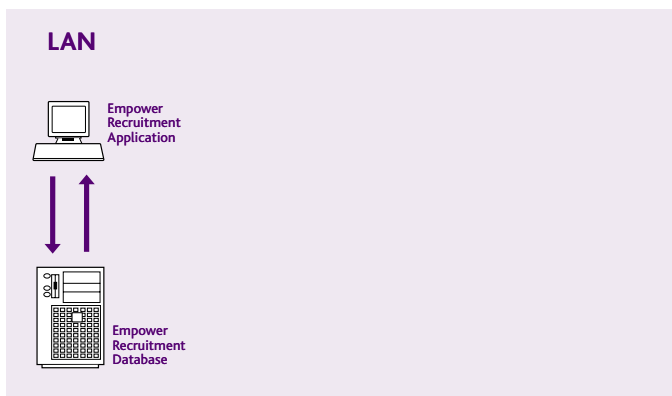 LAN
Empower
Recruitment
Application
Empower
Recruitment
Database